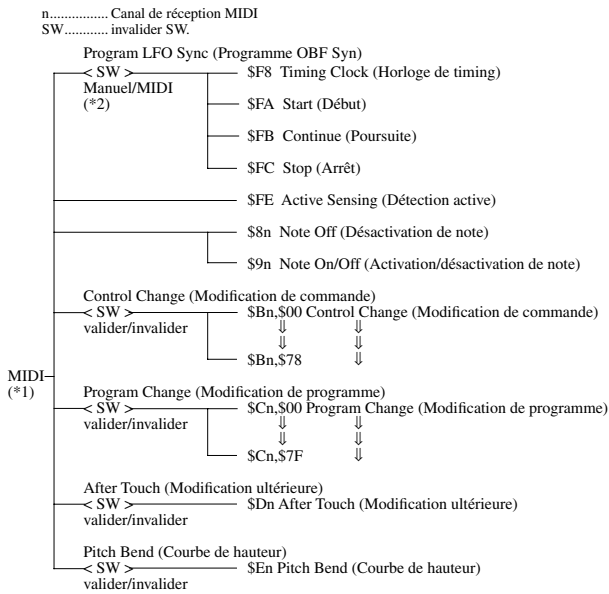 n............... Canal de réception MIDI
SW............ invalider SW.
Program LFO Sync (Programme OBF Syn)
< SW >
$F8 Timing Clock (Horloge de timing)
Manuel/MIDI
(*2)
$FA Start (Début)
$FB Continue (Poursuite)
$FC Stop (Arrêt)
$FE Active Sensing (Détection active)
$8n Note Off (Désactivation de note)
$9n Note On/Off (Activation/désactivation de note)
Control Change (Modification de commande)
< SW >
$Bn,$00 Control Change (Modification de commande)
valider/invalider
⇓ ⇓
⇓ ⇓
$Bn,$78 ⇓
MIDI
(*1)
Program Change (Modification de programme)
< SW >
$Cn,$00 Program Change (Modification de programme)
valider/invalider
⇓ ⇓
⇓ ⇓
$Cn,$7F ⇓
After Touch (Modification ultérieure)
< SW >
$Dn After Touch (Modification ultérieure)
valider/invalider
Pitch Bend (Courbe de hauteur)
< SW >
$En Pitch Bend (Courbe de hauteur)
valider/invalider